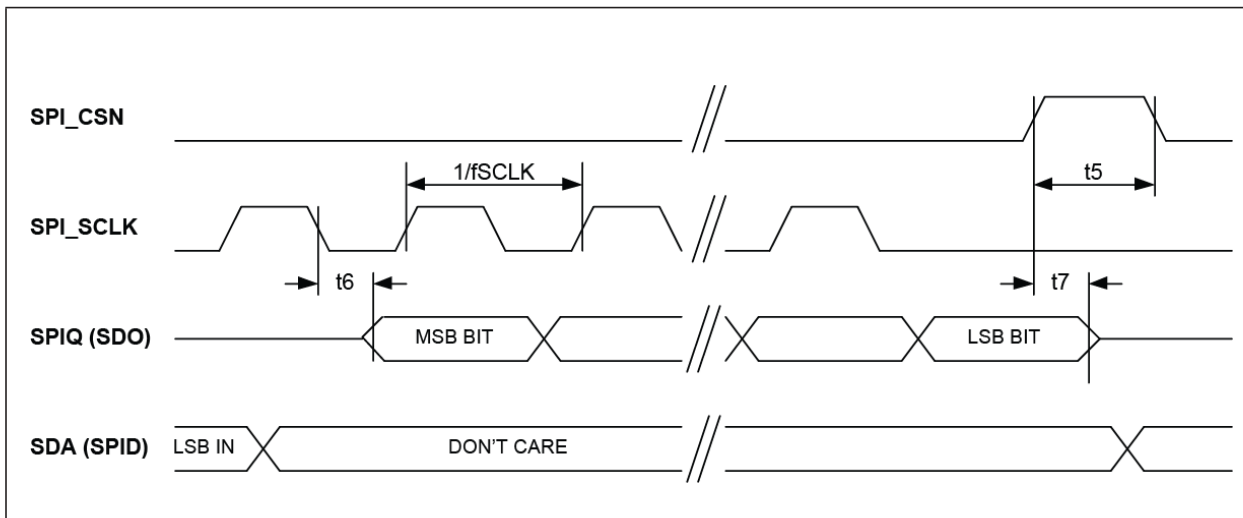 SPI_CSN
1/fSCLK
t5
SPI_SCLK
t6
t7
SPIQ (SDO)
MSB BIT
LSB BIT
SDA (SPID)
LSB IN
DON'T CARE